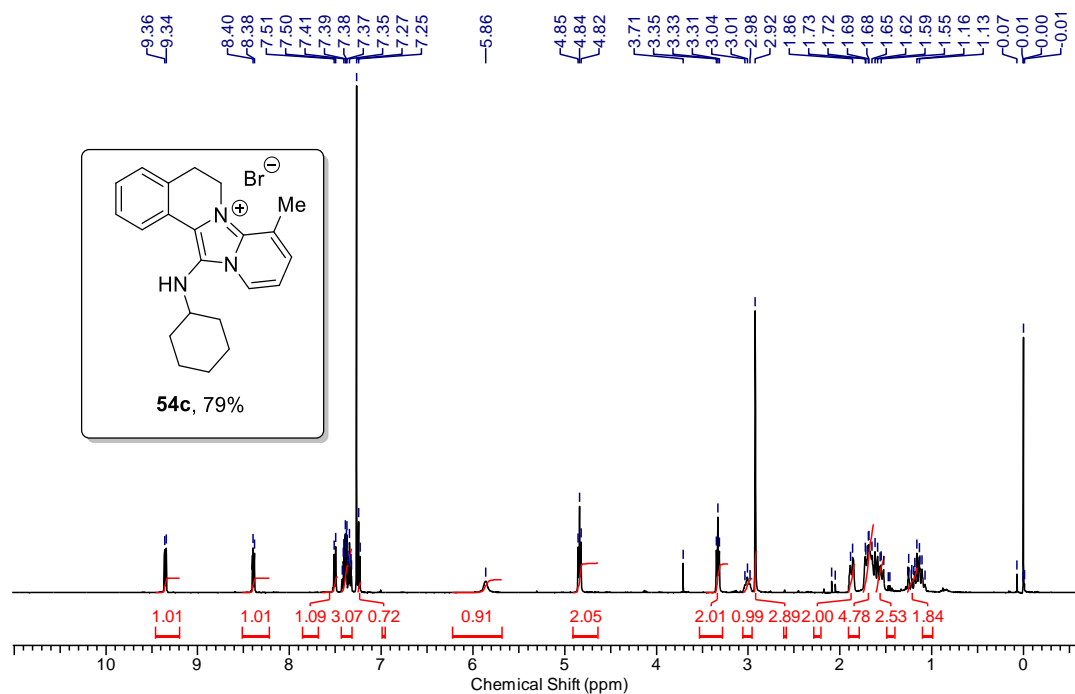 9.36 9.34 8.40 8.38 7.51 7.50 7.41 7.39 7.38 7.37 7.35 7.27 7.25 5.86 4.85 4.84 4.82 3.71 3.35 3.33 3.31 3.04 3.01 2.98 2.92 1.86 1.73 1.72 1.69 1.68 1.65 1.62 1.59 1.55 1.16 1.13 0.07 0.01 0.00 -0.01
Br ⊖
N ⊕ Me
N
HN
54c, 79%
1.01 1.01 1.09 3.07 0.72 0.91 2.05 2.01 0.99 2.89 2.00 4.78 2.53 1.84
10 9 8 7 6 5 4 3 2 1 0
Chemical Shift (ppm)